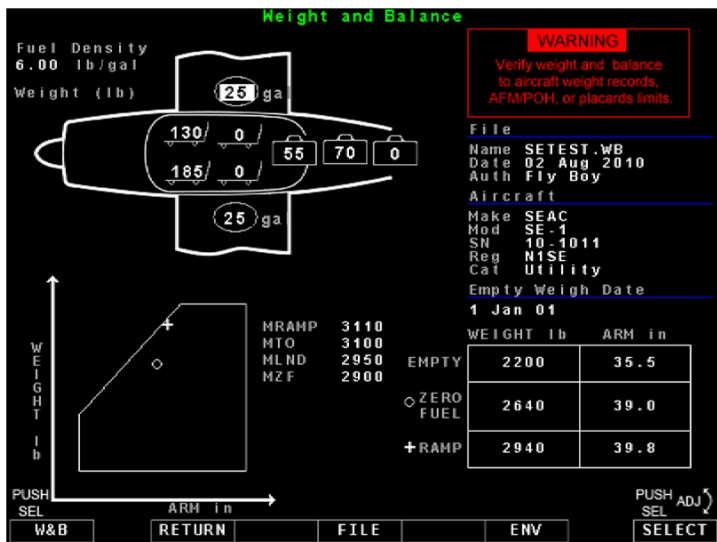 Weight and Balance
Fuel Density
6.00 lb/gal
Weight (lb)
25 ga
130 0
55 70 0
185 0
25 ga
WARNING
Verify weight and balance
to aircraft weight records,
AFM/POH, or placards limits.
File
Name SETEST.WB
Date 02 Aug 2010
Auth Fly Boy
Aircraft
Make SEAC
Mod SE-1
SN 10-1011
Reg N1SE
Cat Utility
Empty Weigh Date
1 Jan 01
WEIGHT lb
MRAMP 3110
MTO 3100
MLND 2950
MZF 2900
WEIGHT lb ARM in
EMPTY 2200 35.5
ZERO FUEL 2640 39.0
RAMP 2940 39.8
ARM in
PUSH
SEL
PUSH
SEL
ADJ
W&B RETURN FILE ENV SELECT